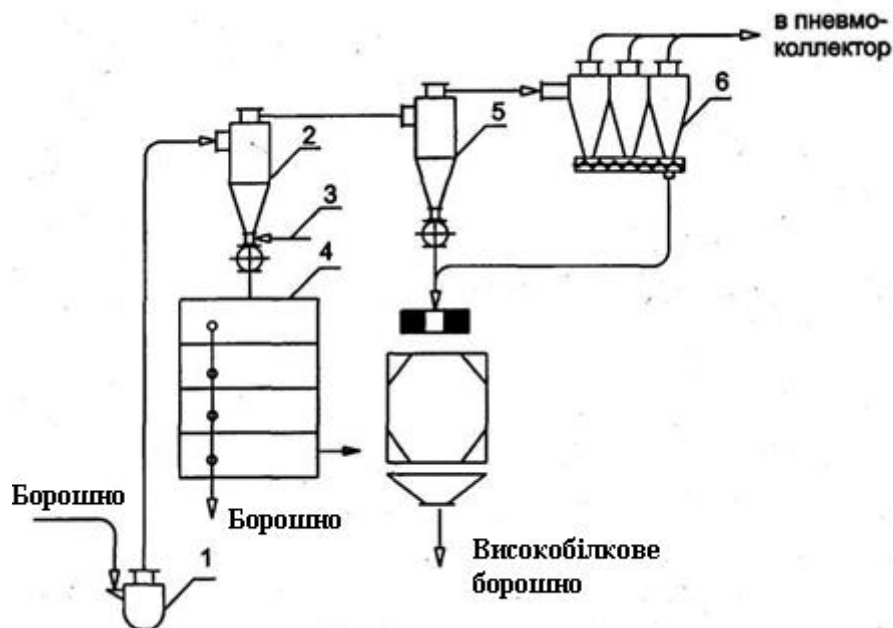 в пневмо-
коллектор
6
5
2
3
4
Борошно
Борошно
Високобілкове
борошно
1